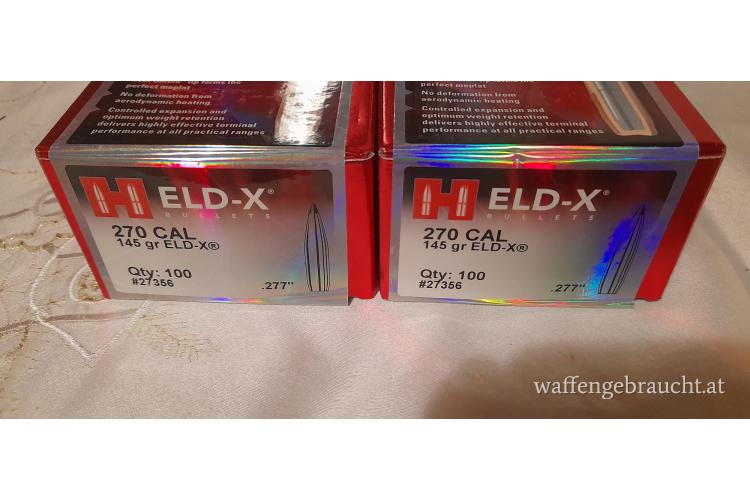 tip forms the
perfect meplat
No deformation from
aerodynamic heating
Controlled expansion and
optimum weight retention
delivers highly effective terminal
performance at all practical ranges
H ELD-X®
BULLETS
270 CAL
145 gr ELD-X®
Qty: 100
#27356
.277"
perfect meplat
No deformation from
aerodynamic heating
Controlled expansion and
optimum weight retention
delivers highly effective terminal
performance at all practical ranges
H ELD-X®
BULLETS
270 CAL
145 gr ELD-X®
Qty: 100
#27356
.277"
waffengebraucht.at